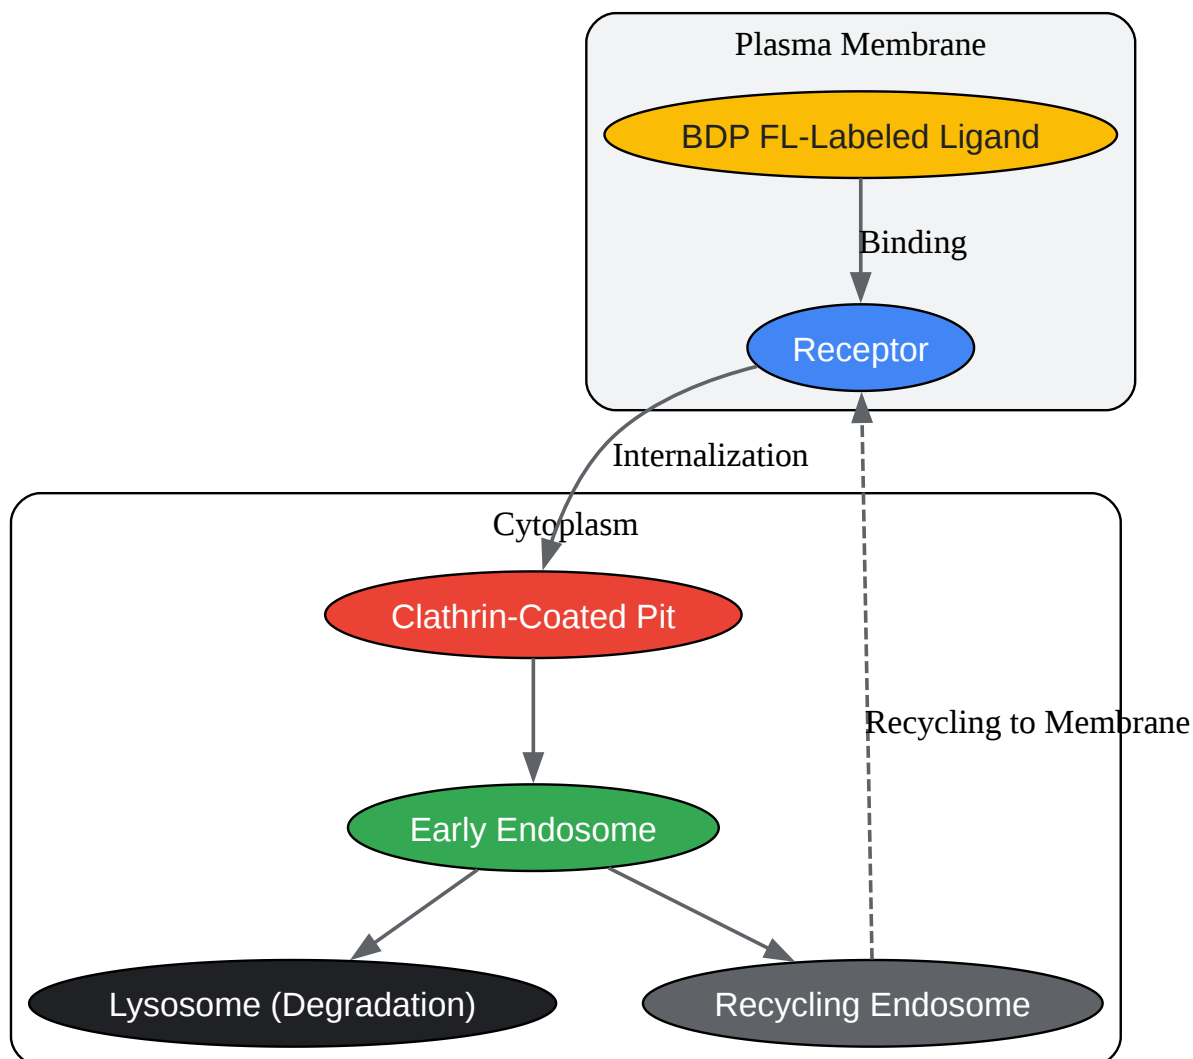 Plasma Membrane
BDP FL-Labeled Ligand
Binding
Receptor
Internalization
Cytoplasm
Clathrin-Coated Pit
Recycling to Membrane
Early Endosome
Lysosome (Degradation)
Recycling Endosome